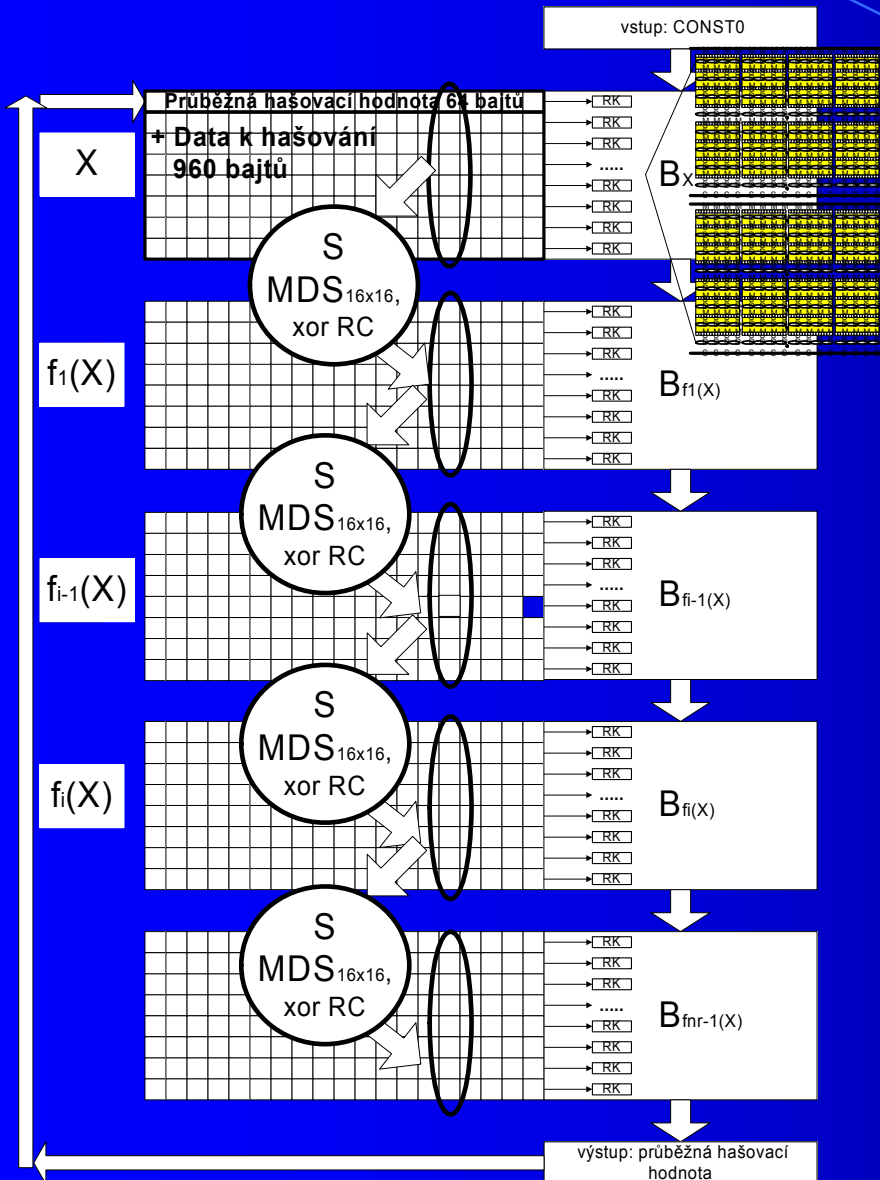 vstup: CONST0
Průběžná hašovací hodnota 64 bajtů
+ Data k hašování
960 bajtů
X
RK
RK
RK
.....
RK
RK
RK
RK
BX
S
MDS16x16,
xor RC
f1(X)
RK
RK
RK
.....
RK
RK
RK
RK
Bf1(X)
S
MDS16x16,
xor RC
fi-1(X)
RK
RK
RK
.....
RK
RK
RK
RK
Bfi-1(X)
S
MDS16x16,
xor RC
fi(X)
RK
RK
RK
.....
RK
RK
RK
RK
Bfi(X)
S
MDS16x16,
xor RC
RK
RK
RK
.....
RK
RK
RK
RK
Bfnr-1(X)
výstup: průběžná hašovací
hodnota